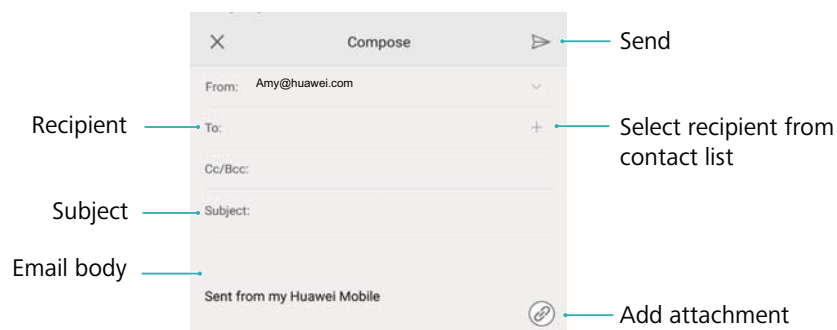 Compose
Send
From: Amy@huawei.com
Recipient
To:
Select recipient from
contact list
Cc/Bcc:
Subject
Subject:
Email body
Sent from my Huawei Mobile
Add attachment